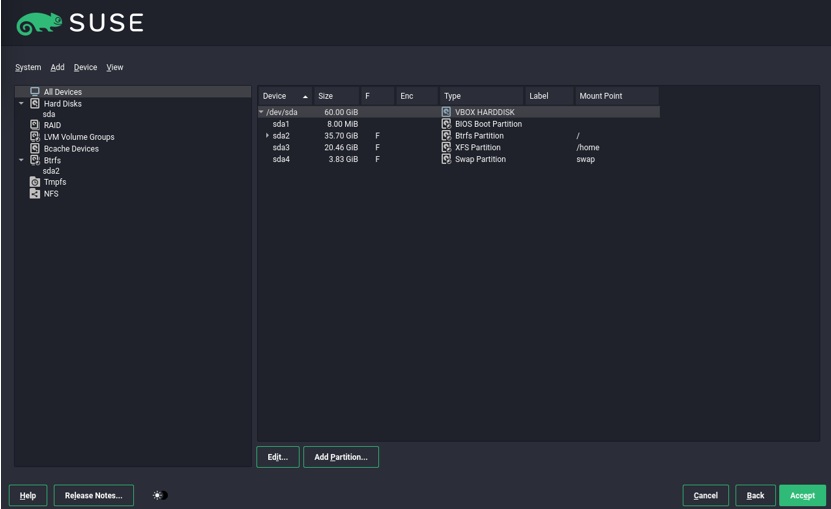 SUSE
System Add Device View
All Devices
Hard Disks
sda
RAID
LVM Volume Groups
Bcache Devices
Btrfs
sda2
Tmpfs
NFS
Device Size F Enc Type Label Mount Point
/dev/sda 60.00 GiB VBOX HARDDISK
sda1 8.00 MiB BIOS Boot Partition
sda2 35.70 GiB F Btrfs Partition /
sda3 20.46 GiB F XFS Partition /home
sda4 3.83 GiB F Swap Partition swap
Edit... Add Partition...
Help Release Notes... Cancel Back Accept